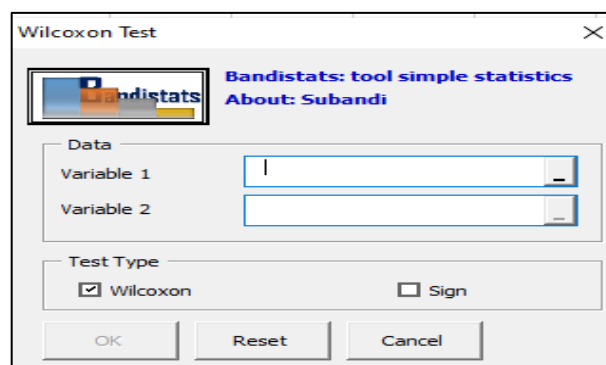 Wilcoxon Test
Bandistats
Bandistats: tool simple statistics
About: Subandi
Data
Variable 1
_
Variable 2
_
Test Type
Wilcoxon
Sign
OK
Reset
Cancel